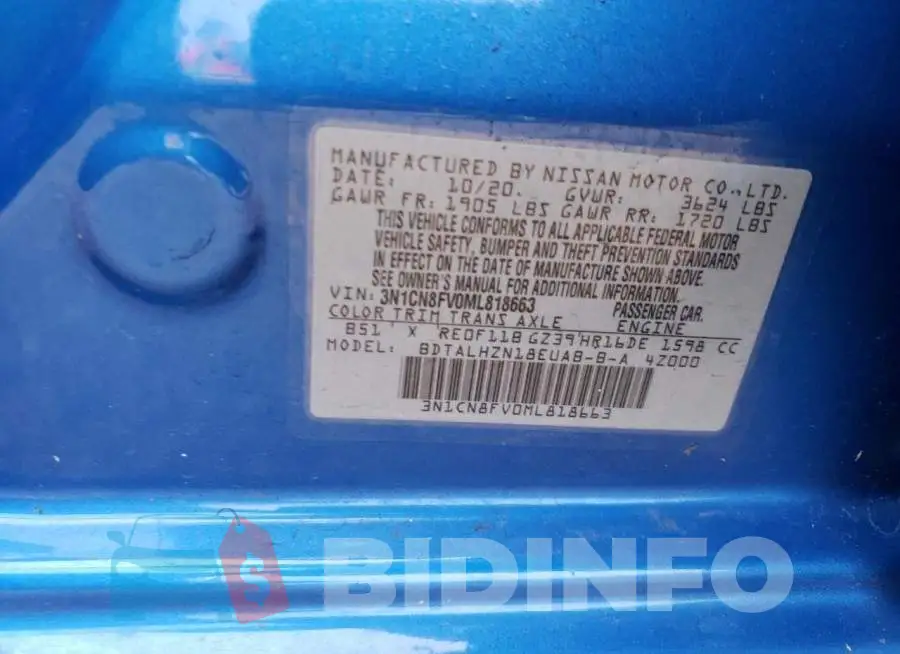 MANUFACTURED BY NISSAN MOTOR CO.,LTD.
DATE: 10/20. GVWR: 3624 LBS
GAWR FR: 1905 LBS GAWR RR: 1720 LBS
THIS VEHICLE CONFORMS TO ALL APPLICABLE FEDERAL MOTOR
VEHICLE SAFETY, BUMPER AND THEFT PREVENTION STANDARDS
IN EFFECT ON THE DATE OF MANUFACTURE SHOWN ABOVE.
SEE OWNER'S MANUAL FOR ADDITIONAL INFORMATION
VIN: 3N1CN8FV0ML818663 PASSENGER CAR.
COLOR TRIM TRANS AXLE ENGINE
B51 X RE0F11B GZ39 HR16DE 1598 CC
MODEL: BDTALHZN18EUAB-B-A 4Z000
3N1CN8FV0ML818663
$ BIDINFO